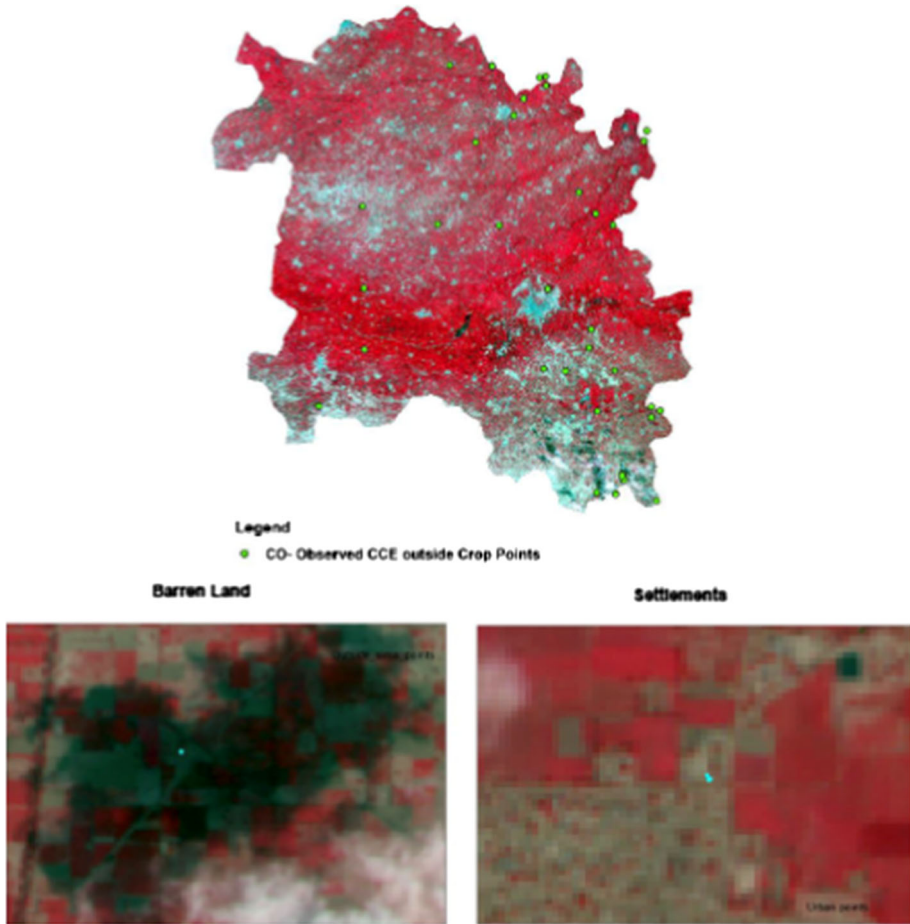 Legend
CO- Observed CCE outside Crop Points
Barren Land
Settlements
Urban points